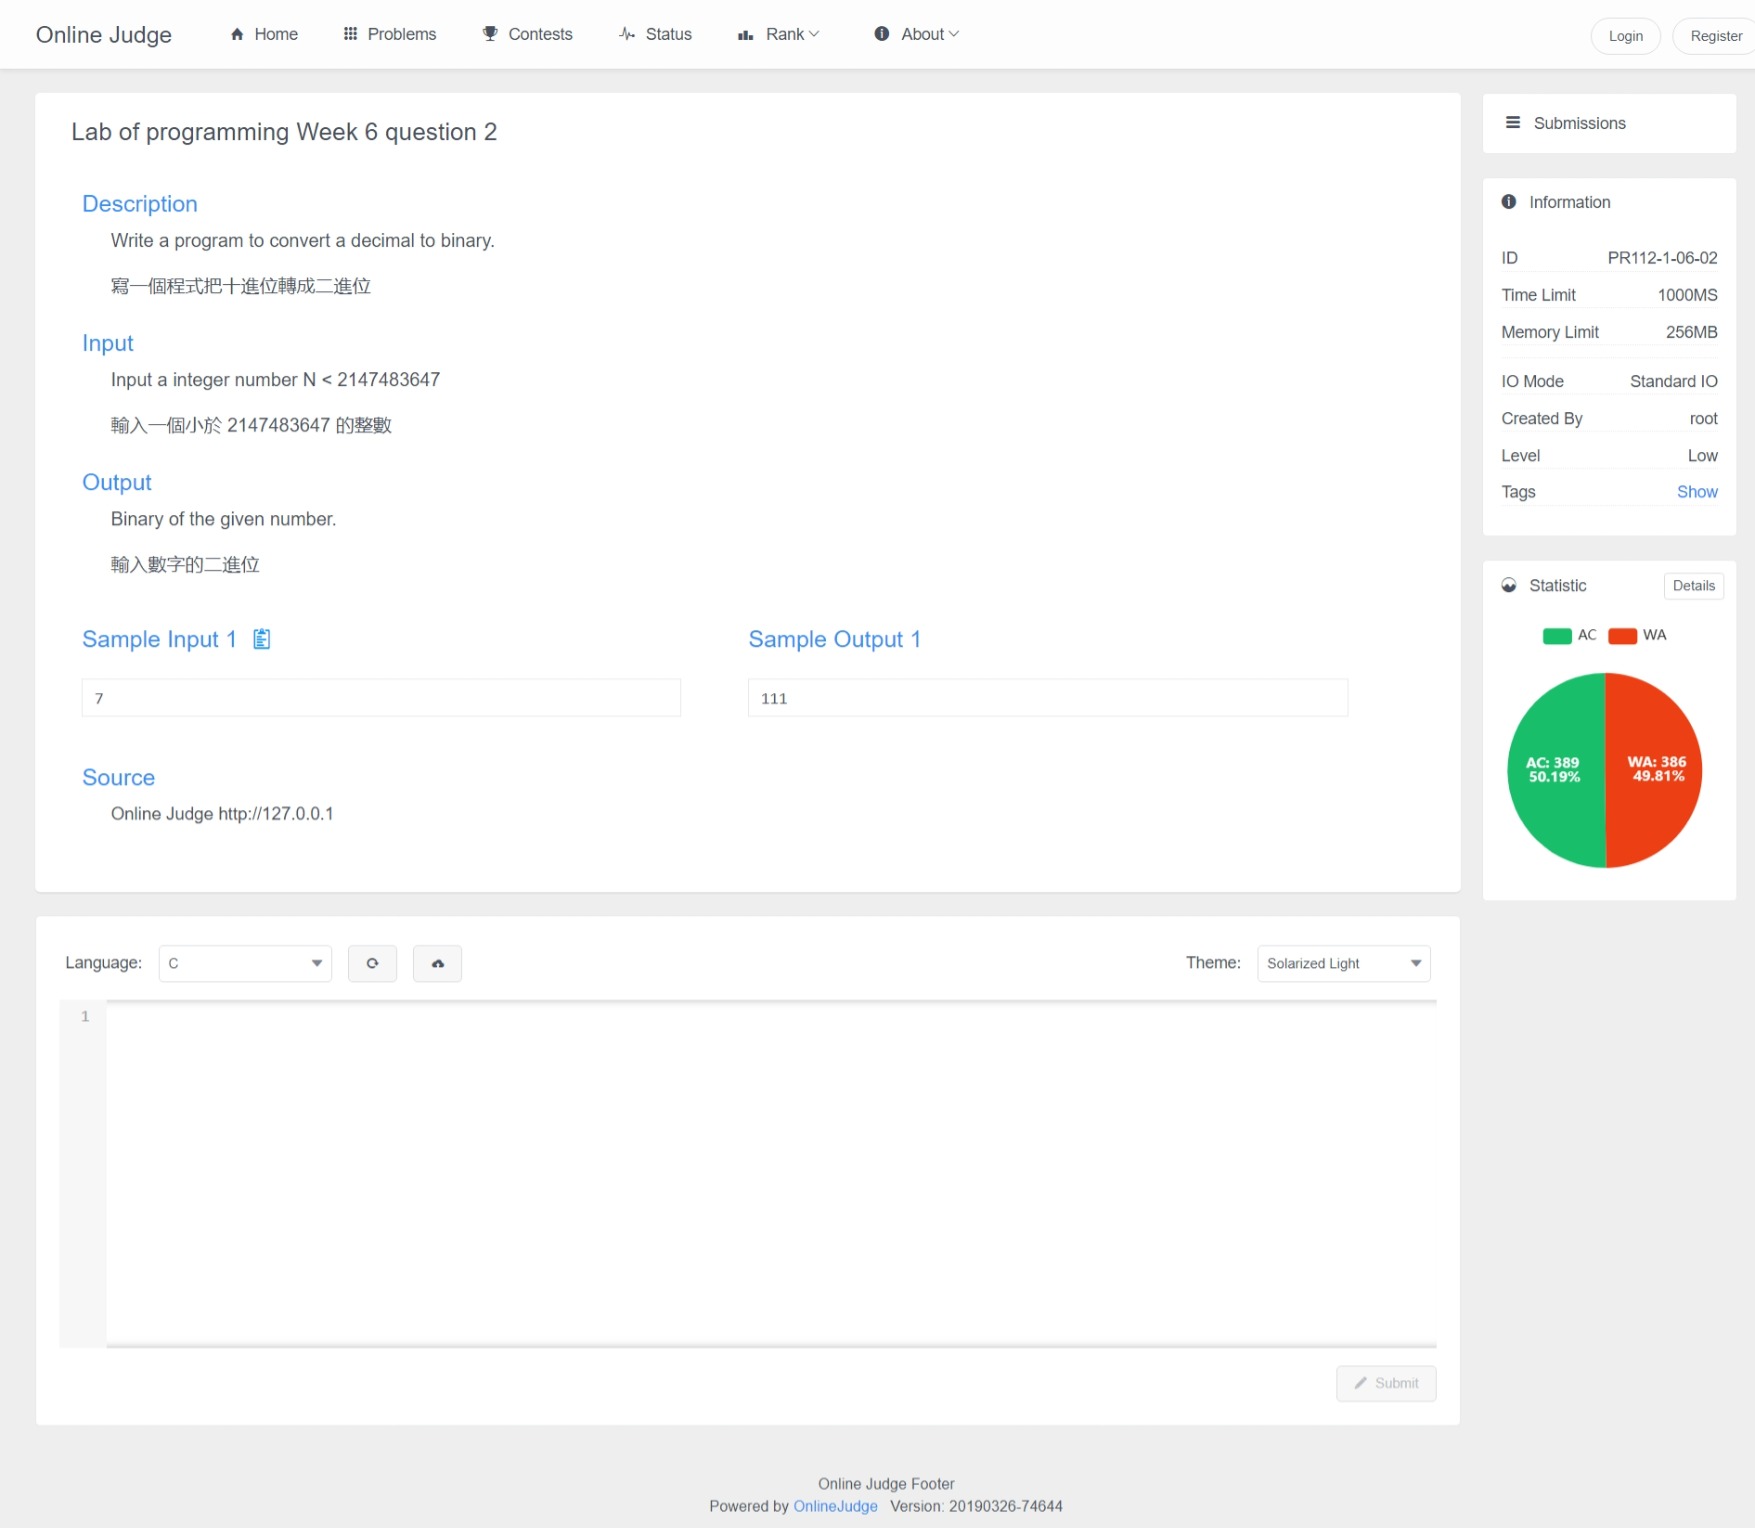 Online Judge
Home
Problems
Contests
Status
Rank
About
Login
Register
Lab of programming Week 6 question 2
Description
Write a program to convert a decimal to binary.
寫一個程式把十進位轉成二進位
Input
Input a integer number N < 2147483647
輸入一個小於 2147483647 的整數
Output
Binary of the given number.
輸入數字的二進位
Sample Input 1
7
Sample Output 1
111
Source
Online Judge http://127.0.0.1
Submissions
Information
ID PR112-1-06-02
Time Limit 1000MS
Memory Limit 256MB
IO Mode Standard IO
Created By root
Level Low
Tags Show
Statistic Details
AC WA
AC: 389
50.19%
WA: 386
49.81%
Language: C
Theme: Solarized Light
1
Submit
Online Judge Footer
Powered by OnlineJudge Version: 20190326-74644